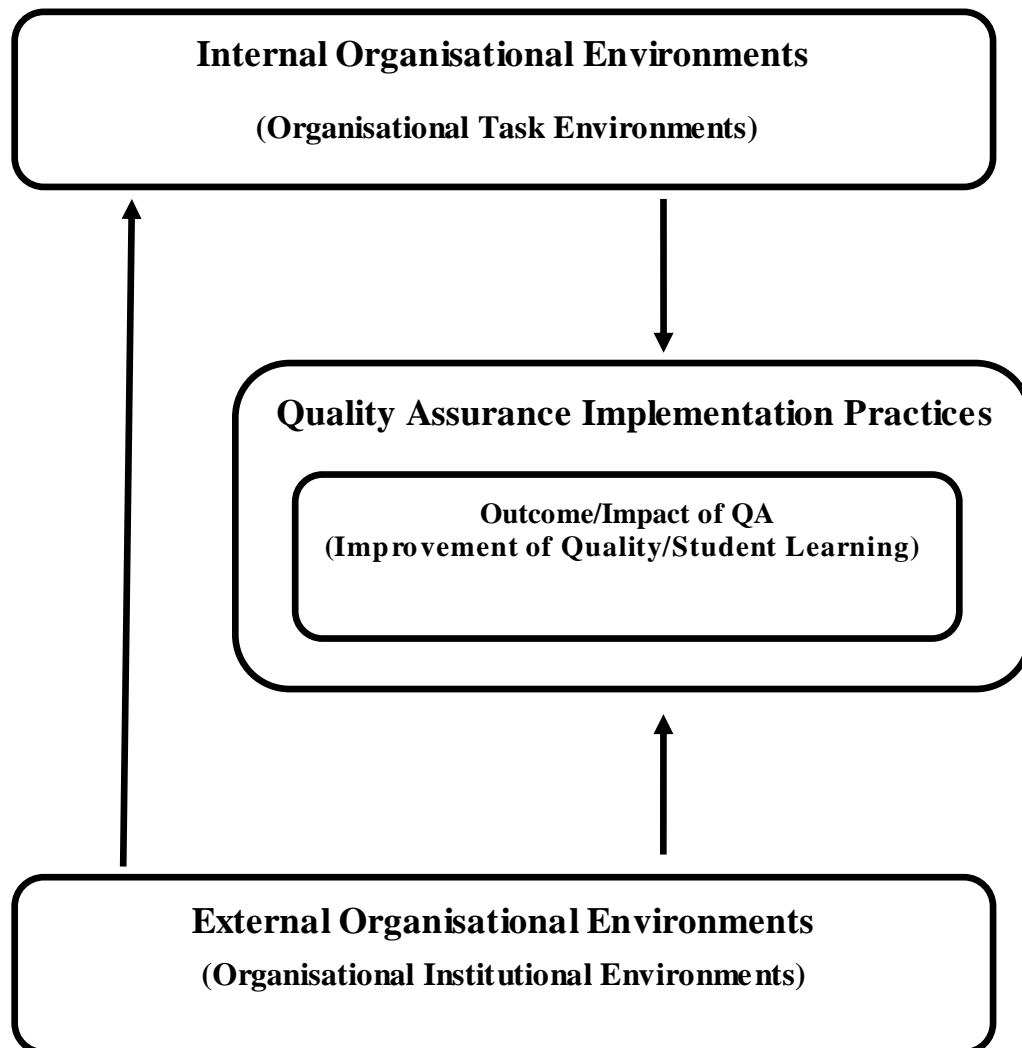 Internal Organisational Environments
(Organisational Task Environments)
Quality Assurance Implementation Practices
Outcome/Impact of QA
(Improvement of Quality/Student Learning)
External Organisational Environments
(Organisational Institutional Environments)